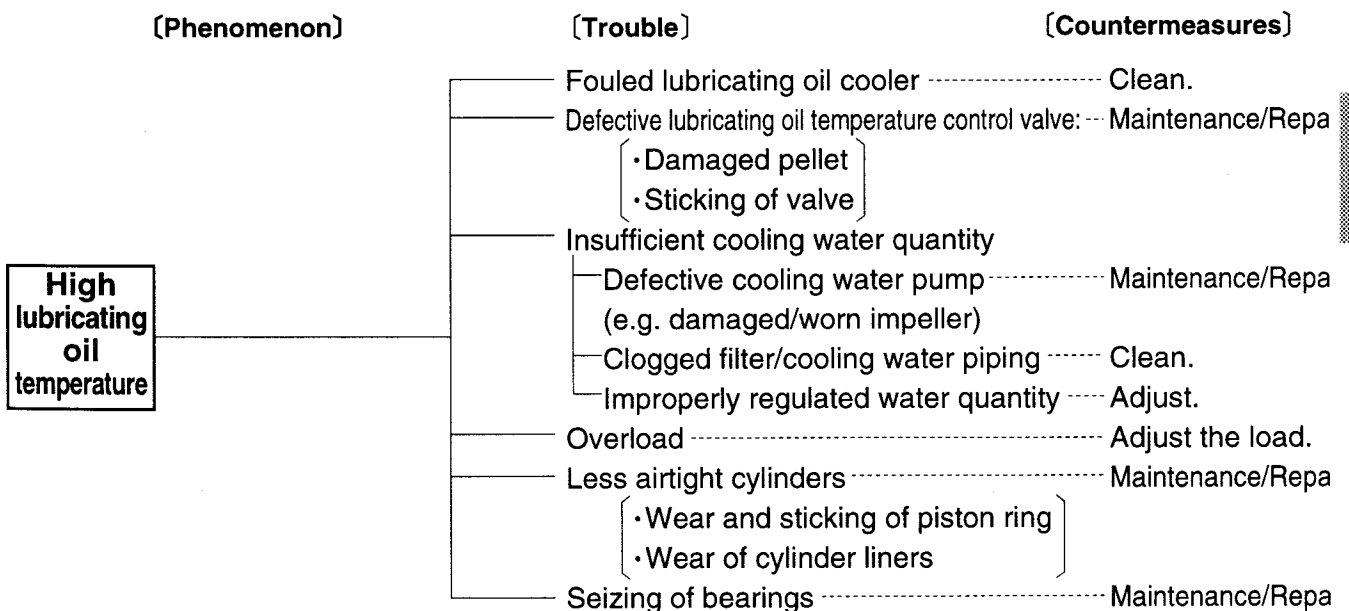 〔Phenomenon〕 〔Trouble〕 〔Countermeasures〕
Fouled lubricating oil cooler Clean.
Defective lubricating oil temperature control valve: Maintenance/Repa
・Damaged pellet
・Sticking of valve
Insufficient cooling water quantity
Defective cooling water pump Maintenance/Repa
(e.g. damaged/worn impeller)
Clogged filter/cooling water piping Clean.
Improperly regulated water quantity Adjust.
Overload Adjust the load.
Less airtight cylinders Maintenance/Repa
・Wear and sticking of piston ring
・Wear of cylinder liners
Seizing of bearings Maintenance/Repa
High
lubricating
oil
temperature